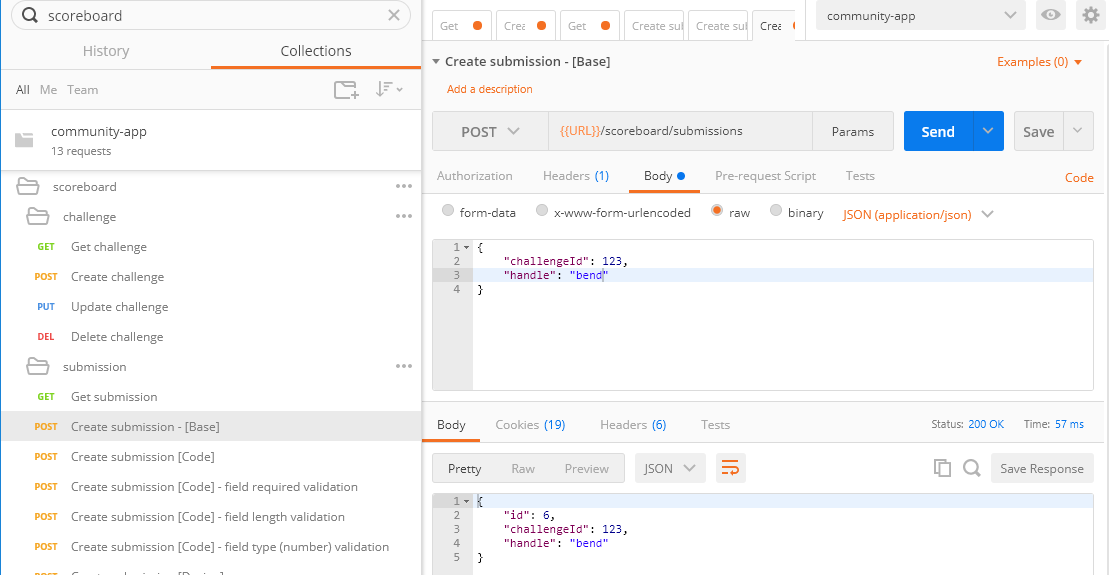 scoreboard
History
Collections
All Me Team
community-app
13 requests
scoreboard
challenge
GET Get challenge
POST Create challenge
PUT Update challenge
DEL Delete challenge
submission
GET Get submission
POST Create submission - [Base]
POST Create submission [Code]
POST Create submission [Code] - field required validation
POST Create submission [Code] - field length validation
POST Create submission [Code] - field type (number) validation
Get
Crea
Get
Create sul
Create sul
Crea
community-app
Create submission - [Base]
Examples (0)
Add a description
POST
{{URL}}/scoreboard/submissions
Params
Send
Save
Authorization
Headers (1)
Body
Pre-request Script
Tests
Code
form-data
x-www-form-urlencoded
raw
binary
JSON (application/json)
1 {
2 "challengeId": 123,
3 "handle": "bend"
4 }
Body
Cookies (19)
Headers (6)
Tests
Status: 200 OK
Time: 57 ms
Pretty
Raw
Preview
JSON
Save Response
1 {
2 "id": 6,
3 "challengeId": 123,
4 "handle": "bend"
5 }